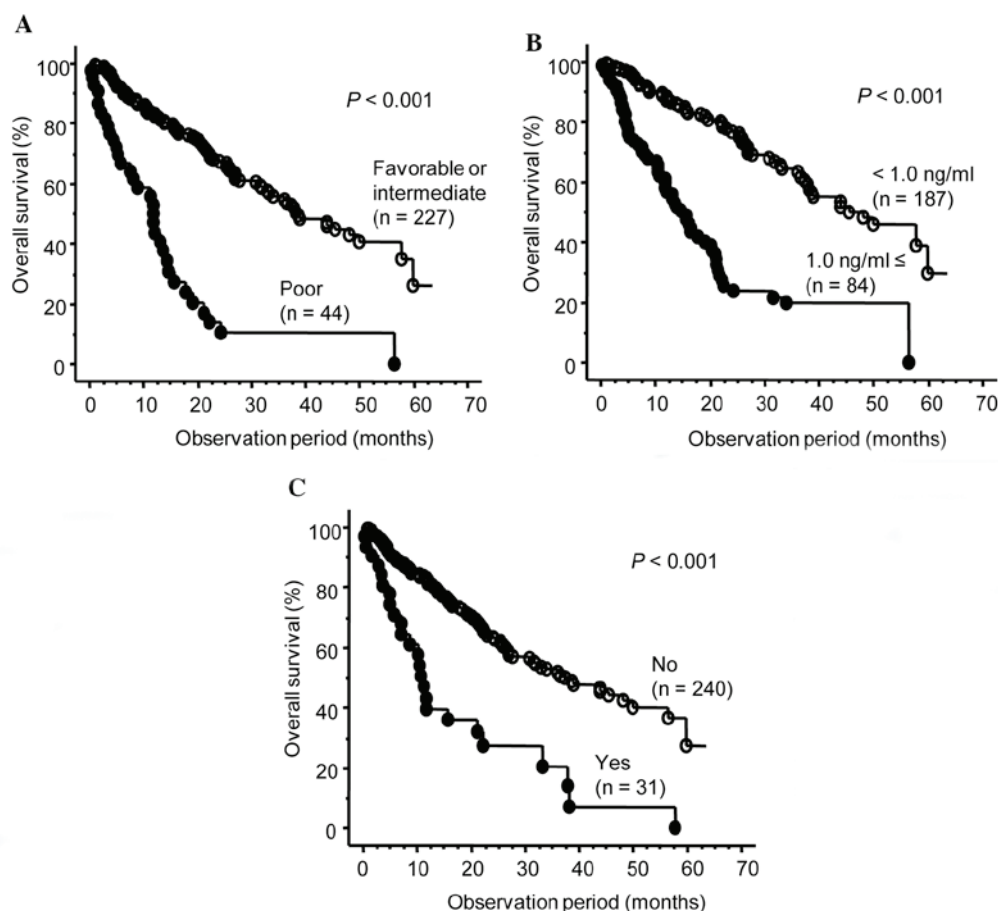 A
Overall survival (%)
100
80
60
40
20
0
P < 0.001
Favorable or
intermediate
(n = 227)
Poor
(n = 44)
0 10 20 30 40 50 60 70
Observation period (months)
B
Overall survival (%)
100
80
60
40
20
0
P < 0.001
< 1.0 ng/ml
(n = 187)
1.0 ng/ml ≤
(n = 84)
0 10 20 30 40 50 60 70
Observation period (months)
C
Overall survival (%)
100
80
60
40
20
0
P < 0.001
No
(n = 240)
Yes
(n = 31)
0 10 20 30 40 50 60 70
Observation period (months)